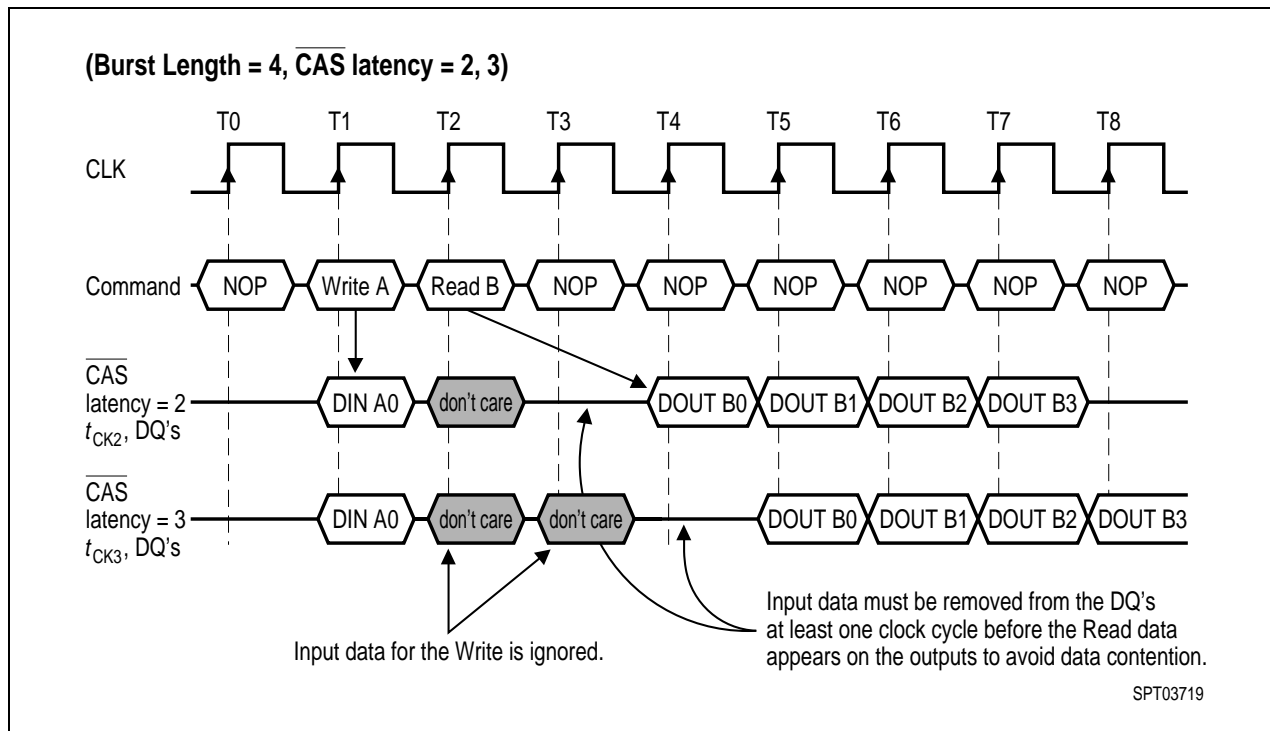 (Burst Length = 4, CAS latency = 2, 3)
T0 T1 T2 T3 T4 T5 T6 T7 T8
CLK
Command NOP Write A Read B NOP NOP NOP NOP NOP NOP
CAS
latency = 2 DIN A0 don't care DOUT B0 DOUT B1 DOUT B2 DOUT B3
tCK2, DQ's
CAS
latency = 3 DIN A0 don't care don't care DOUT B0 DOUT B1 DOUT B2 DOUT B3
tCK3, DQ's
Input data for the Write is ignored.
Input data must be removed from the DQ's
at least one clock cycle before the Read data
appears on the outputs to avoid data contention.
SPT03719